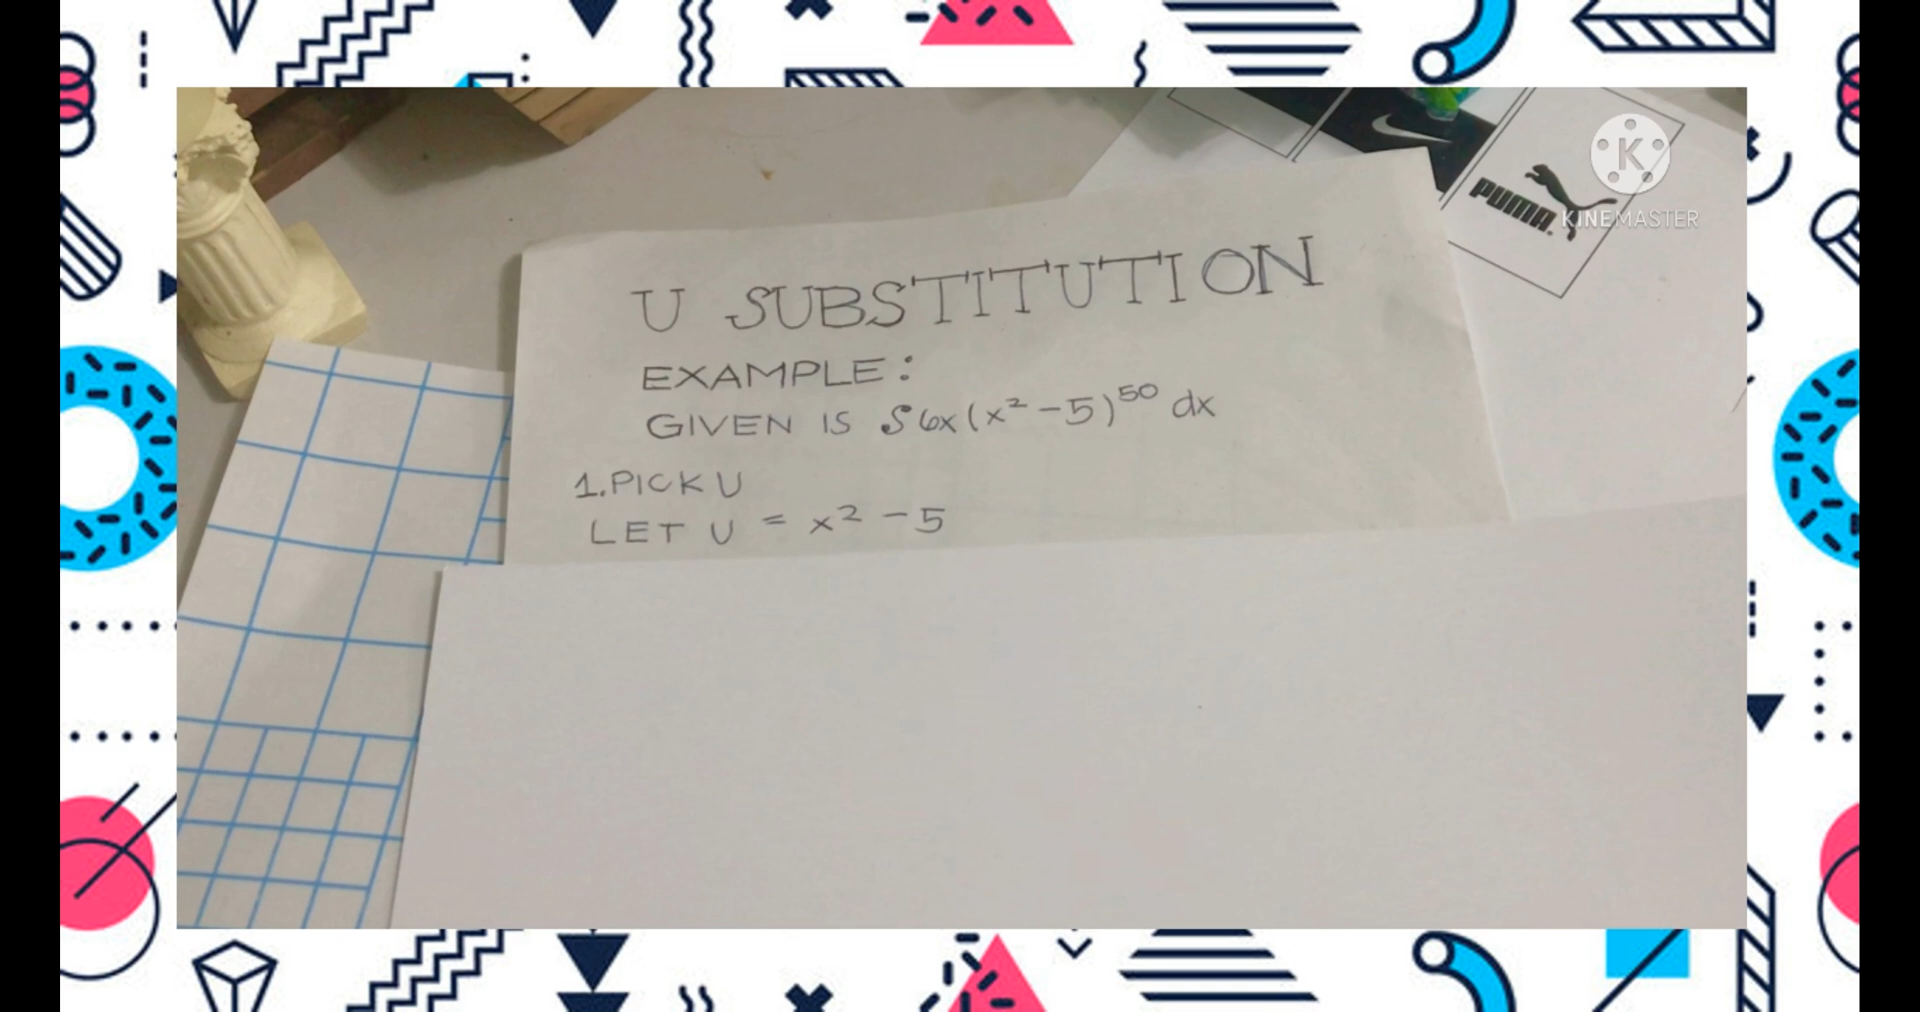 U SUBSTITUTION
EXAMPLE:
GIVEN IS ∫6x(x²-5)⁵⁰ dx
1.PICK U
LET U = x² -5
PUMA.
K
KINEMASTER